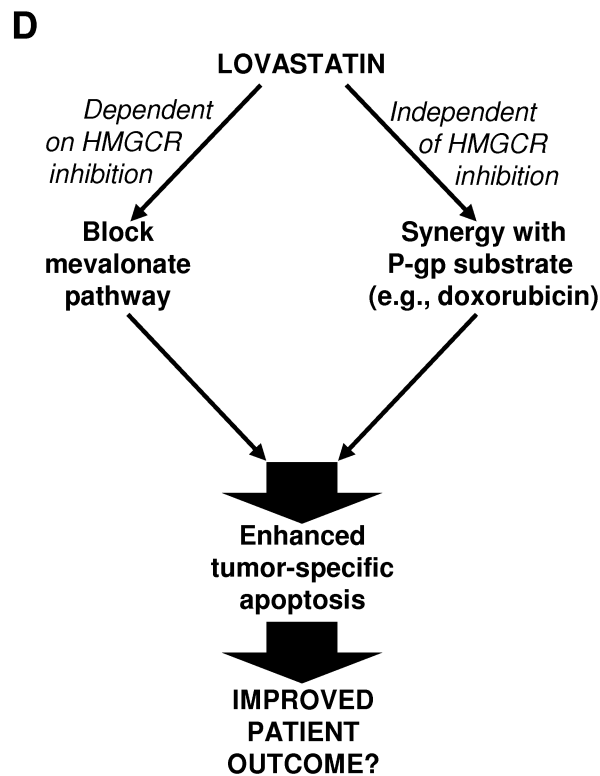 D
LOVASTATIN
Dependent
on HMGCR
inhibition
Independent
of HMGCR
inhibition
Block
mevalonate
pathway
Synergy with
P-gp substrate
(e.g., doxorubicin)
Enhanced
tumor-specific
apoptosis
IMPROVED
PATIENT
OUTCOME?